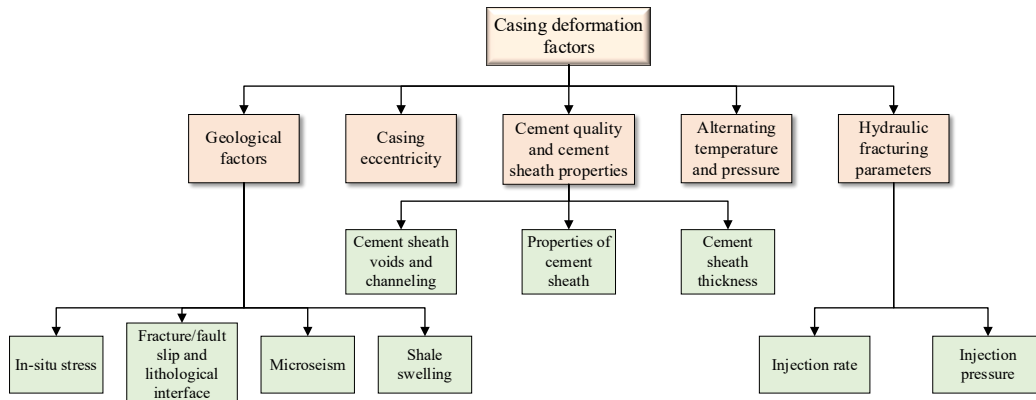 Casing deformation
factors
Geological
factors
Casing
eccentricity
Cement quality
and cement
sheath properties
Alternating
temperature
and pressure
Hydraulic
fracturing
parameters
Cement sheath
voids and
channeling
Properties of
cement
sheath
Cement
sheath
thickness
In-situ stress
Fracture/fault
slip and
lithological
interface
Microseism
Shale
swelling
Injection rate
Injection
pressure